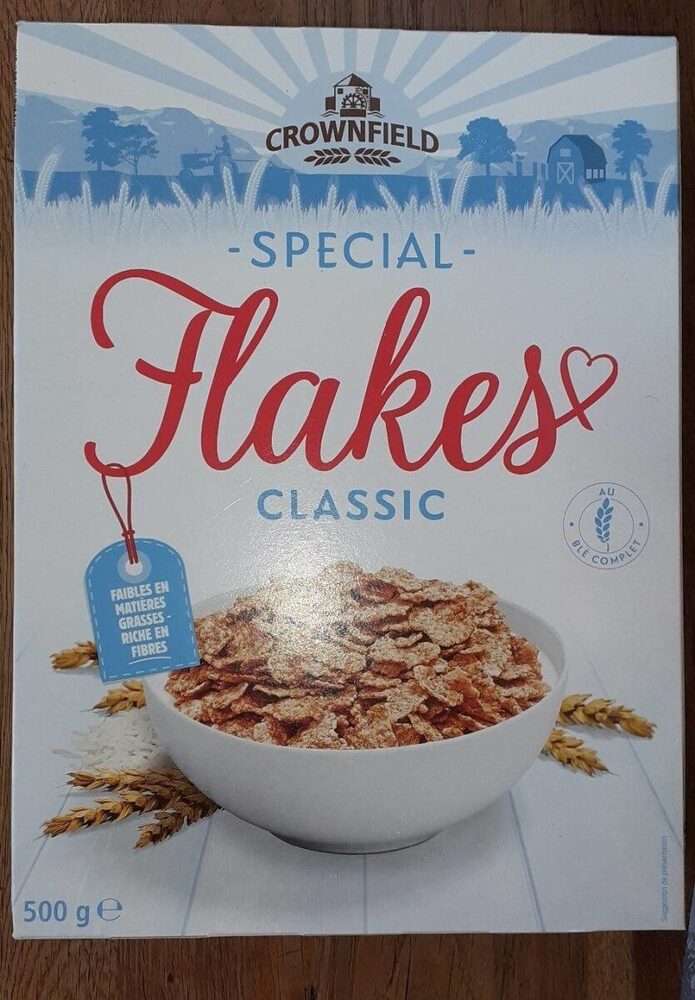 CROWNFIELD
- SPECIAL -
Flakes
CLASSIC
AU
BLÉ COMPLET
FAIBLES EN
MATIÈRES
GRASSES -
RICHE EN
FIBRES
500 g e
Suggestion de présentation